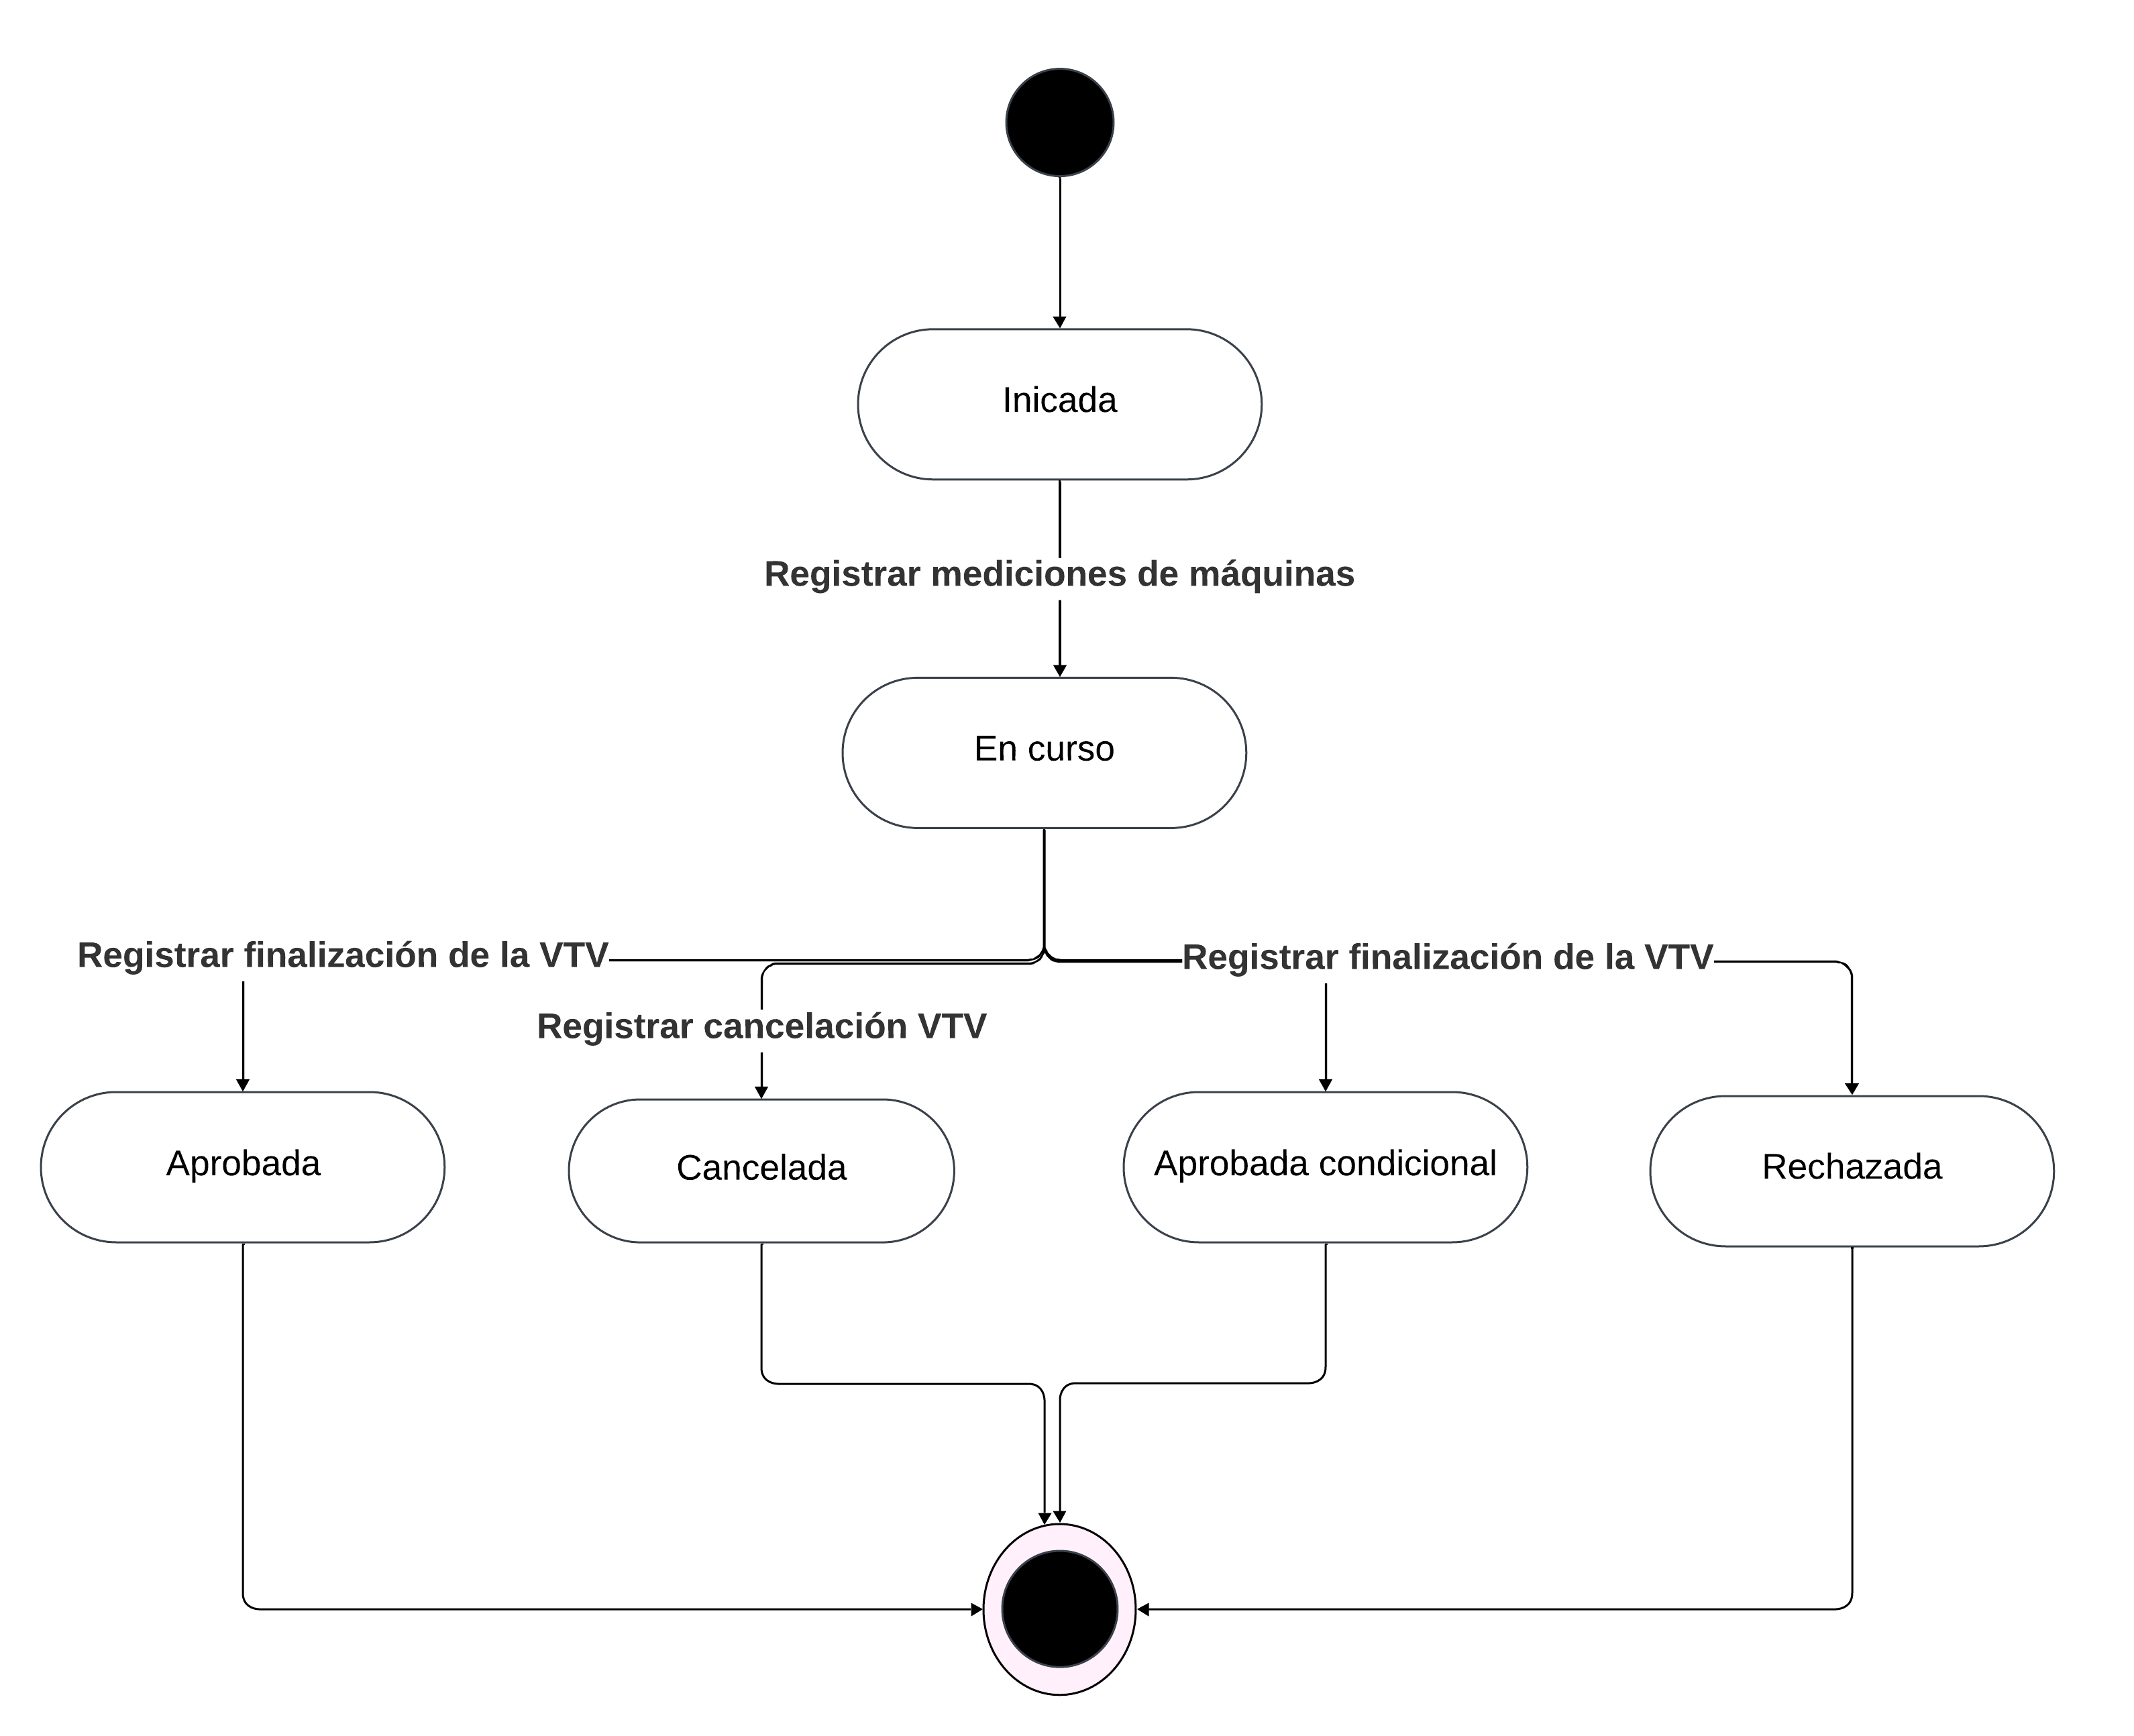 Inicada
Registrar mediciones de máquinas
En curso
Registrar finalización de la VTV
Registrar finalización de la VTV
Registrar cancelación VTV
Aprobada
Cancelada
Aprobada condicional
Rechazada